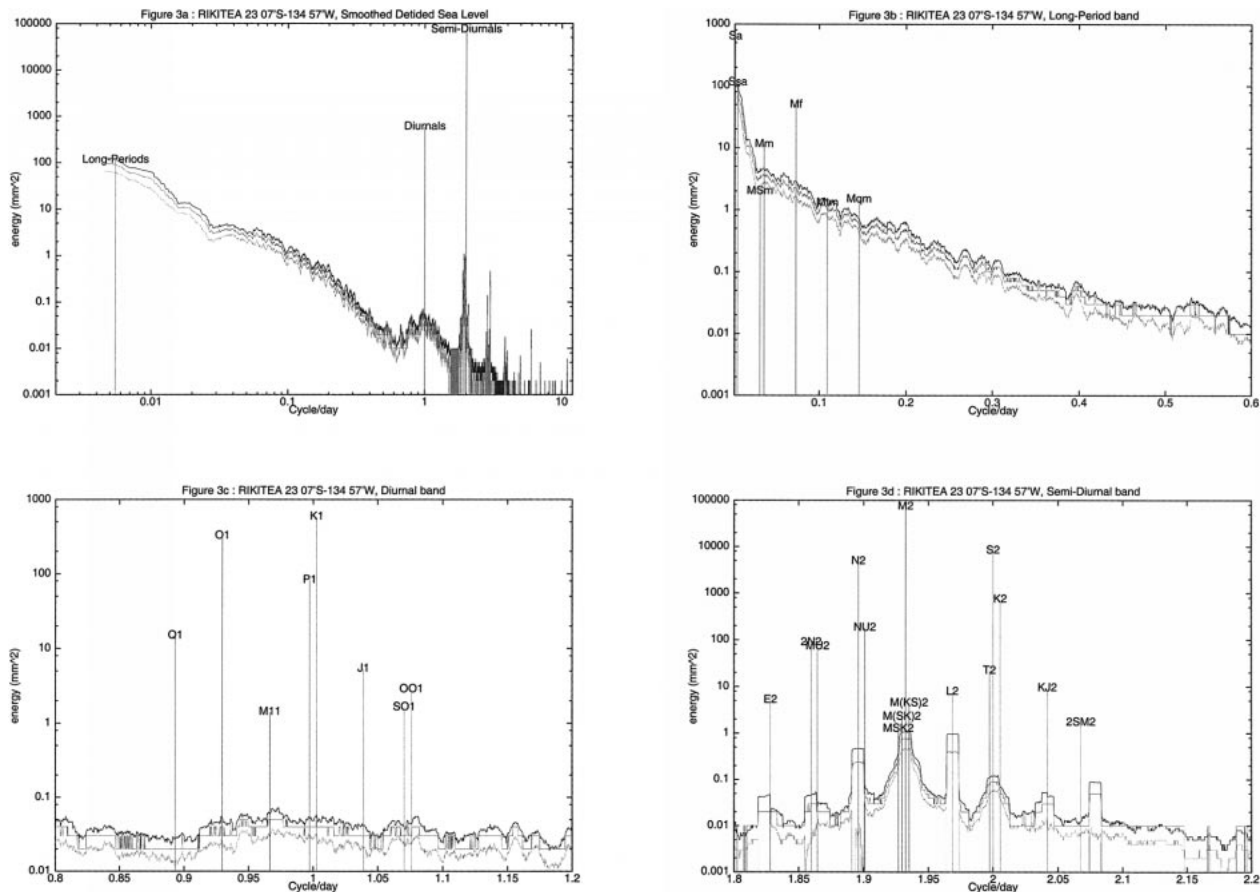 Figure 3a : RIKITEA 23 07'S-134 57'W, Smoothed Detided Sea Level
100000
10000
1000
100
10
1
0.1
0.01
0.001
energy (mm^2)
Semi-Diurnals
Diurnals
Long-Periods
0.01
0.1
1
10
Cycle/day
Figure 3b : RIKITEA 23 07'S-134 57'W, Long-Period band
1000
100
10
1
0.1
0.01
0.001
energy (mm^2)
Sa
Ssa
Mf
Mm
MSm
Mqm
0.1
0.2
0.3
0.4
0.5
0.6
Cycle/day
Figure 3c : RIKITEA 23 07'S-134 57'W, Diurnal band
1000
100
10
1
0.1
0.01
energy (mm^2)
K1
O1
P1
Q1
J1
OO1
SO1
M11
0.8
0.85
0.9
0.95
1
1.05
1.1
1.15
1.2
Cycle/day
Figure 3d : RIKITEA 23 07'S-134 57'W, Semi-Diurnal band
100000
10000
1000
100
10
1
0.1
0.01
0.001
energy (mm^2)
M2
S2
N2
K2
NU2
2N2
MU2
T2
L2
KJ2
E2
M(KS)2
M(SK)2
MSK2
2SM2
1.8
1.85
1.9
1.95
2
2.05
2.1
2.15
2.2
Cycle/day